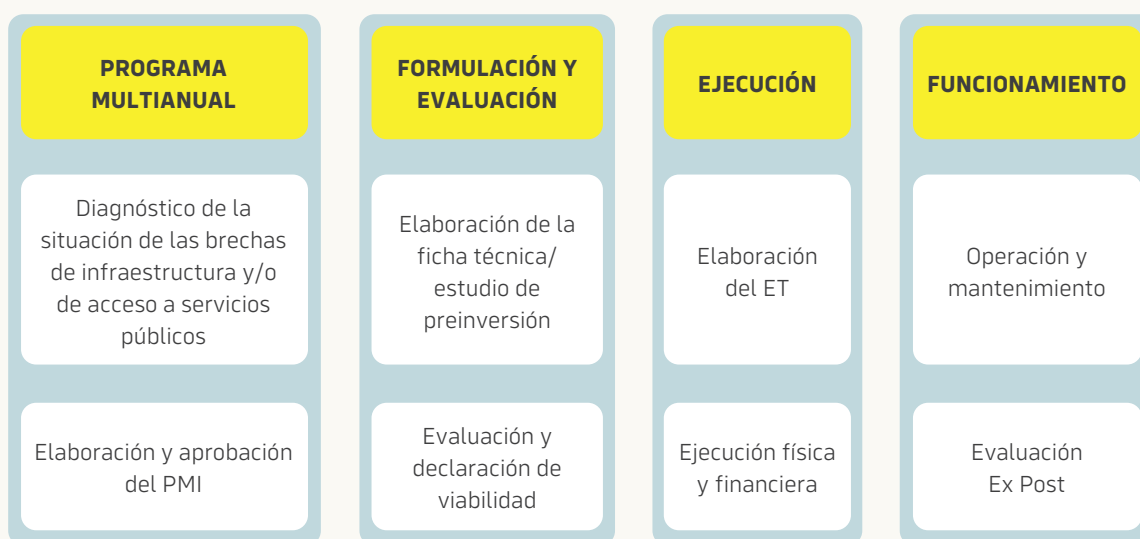 PROGRAMA
MULTIANUAL
Diagnóstico de la
situación de las brechas
de infraestructura y/o
de acceso a servicios
públicos
Elaboración y aprobación
del PMI
FORMULACIÓN Y
EVALUACIÓN
Elaboración de la
ficha técnica/
estudio de
preinversión
Evaluación y
declaración de
viabilidad
EJECUCIÓN
Elaboración
del ET
Ejecución física
y financiera
FUNCIONAMIENTO
Operación y
mantenimiento
Evaluación
Ex Post